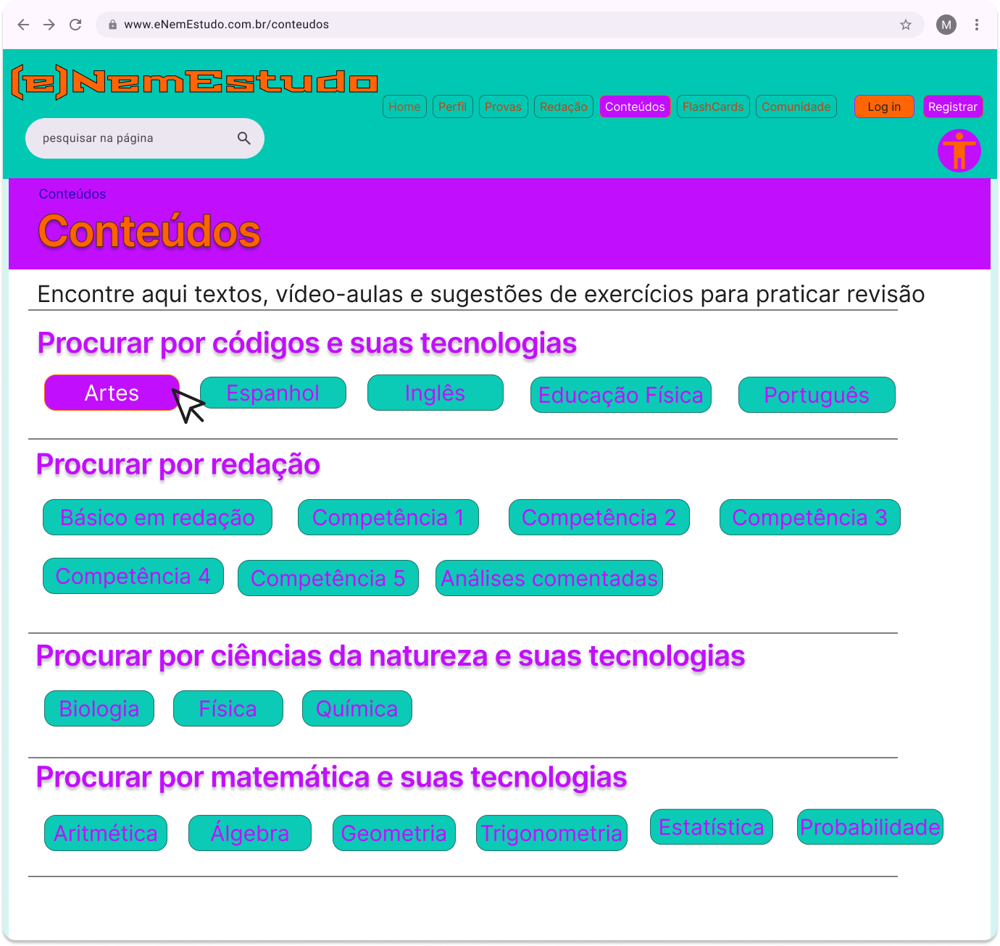 www.eNemEstudo.com.br/conteudos
M
(e)NemEstudo
Home Perfil Provas Redação Conteúdos FlashCards Comunidade Log in Registrar
pesquisar na página
Conteúdos
Conteúdos
Encontre aqui textos, vídeo-aulas e sugestões de exercícios para praticar revisão
Procurar por códigos e suas tecnologias
Artes Espanhol Inglês Educação Física Português
Procurar por redação
Básico em redação Competência 1 Competência 2 Competência 3
Competência 4 Competência 5 Análises comentadas
Procurar por ciências da natureza e suas tecnologias
Biologia Física Química
Procurar por matemática e suas tecnologias
Aritmética Álgebra Geometria Trigonometria Estatística Probabilidade